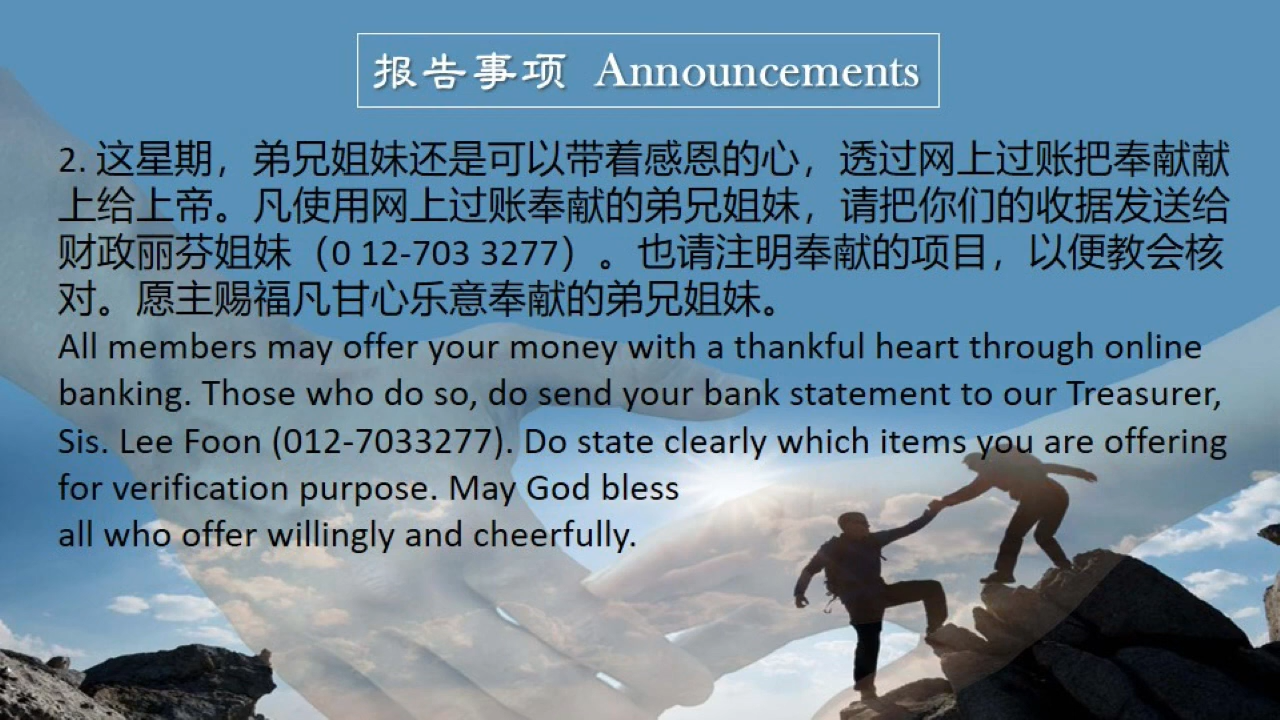 报告事项 Announcements
2. 这星期，弟兄姐妹还是可以带着感恩的心，透过网上过账把奉献献
上给上帝。凡使用网上过账奉献的弟兄姐妹，请把你们的收据发送给
财政丽芬姐妹（0 12-703 3277）。也请注明奉献的项目，以便教会核
对。愿主赐福凡甘心乐意奉献的弟兄姐妹。
All members may offer your money with a thankful heart through online
banking. Those who do so, do send your bank statement to our Treasurer,
Sis. Lee Foon (012-7033277). Do state clearly which items you are offering
for verification purpose. May God bless
all who offer willingly and cheerfully.